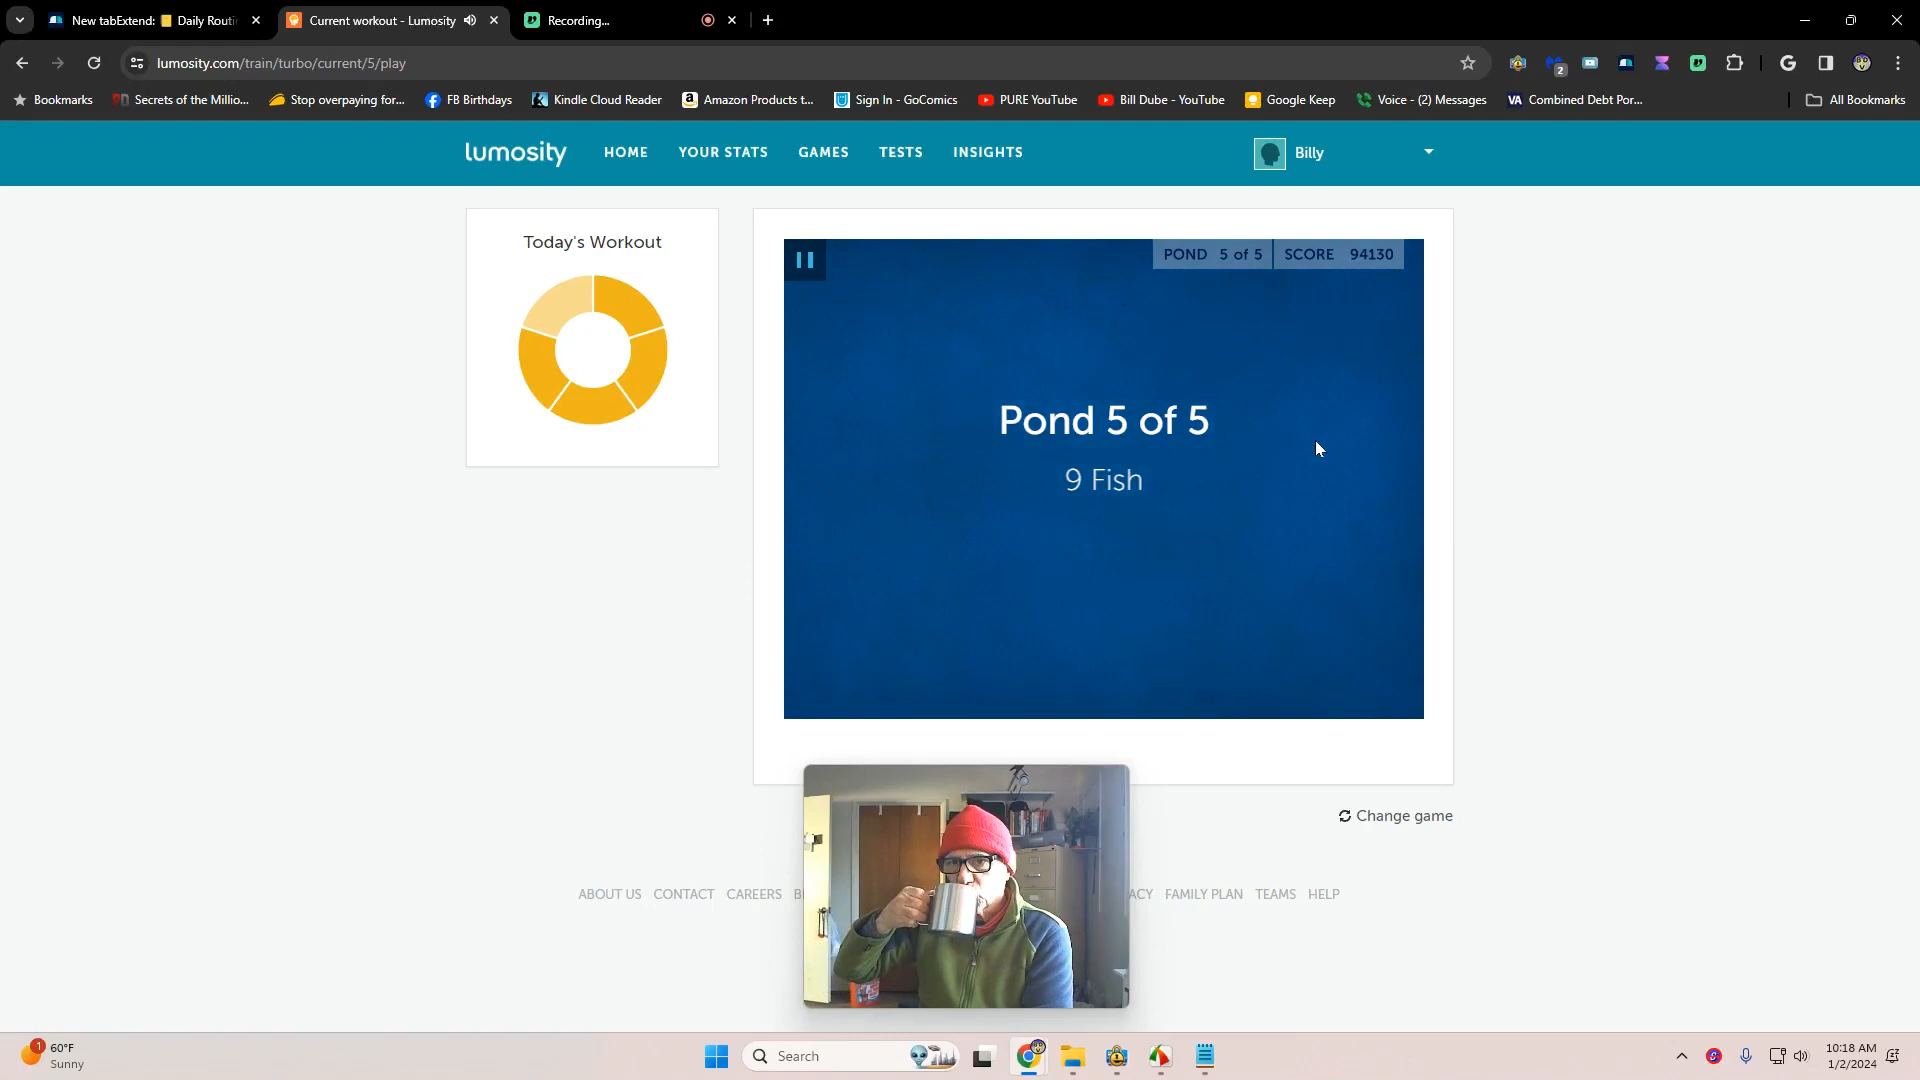 New tabExtend: 📒 Daily Routi
Current workout - Lumosity
Recording...
lumosity.com/train/turbo/current/5/play
2
Bookmarks
Secrets of the Millio...
Stop overpaying for...
FB Birthdays
Kindle Cloud Reader
Amazon Products t...
Sign In - GoComics
PURE YouTube
Bill Dube - YouTube
Google Keep
Voice - (2) Messages
VA Combined Debt Por...
All Bookmarks
lumosity
HOME
YOUR STATS
GAMES
TESTS
INSIGHTS
Billy
Today's Workout
POND 5 of 5
SCORE 94130
Pond 5 of 5
9 Fish
Change game
ABOUT US
CONTACT
CAREERS
B
ACY
FAMILY PLAN
TEAMS
HELP
1
60°F
Sunny
Search
10:18 AM
1/2/2024